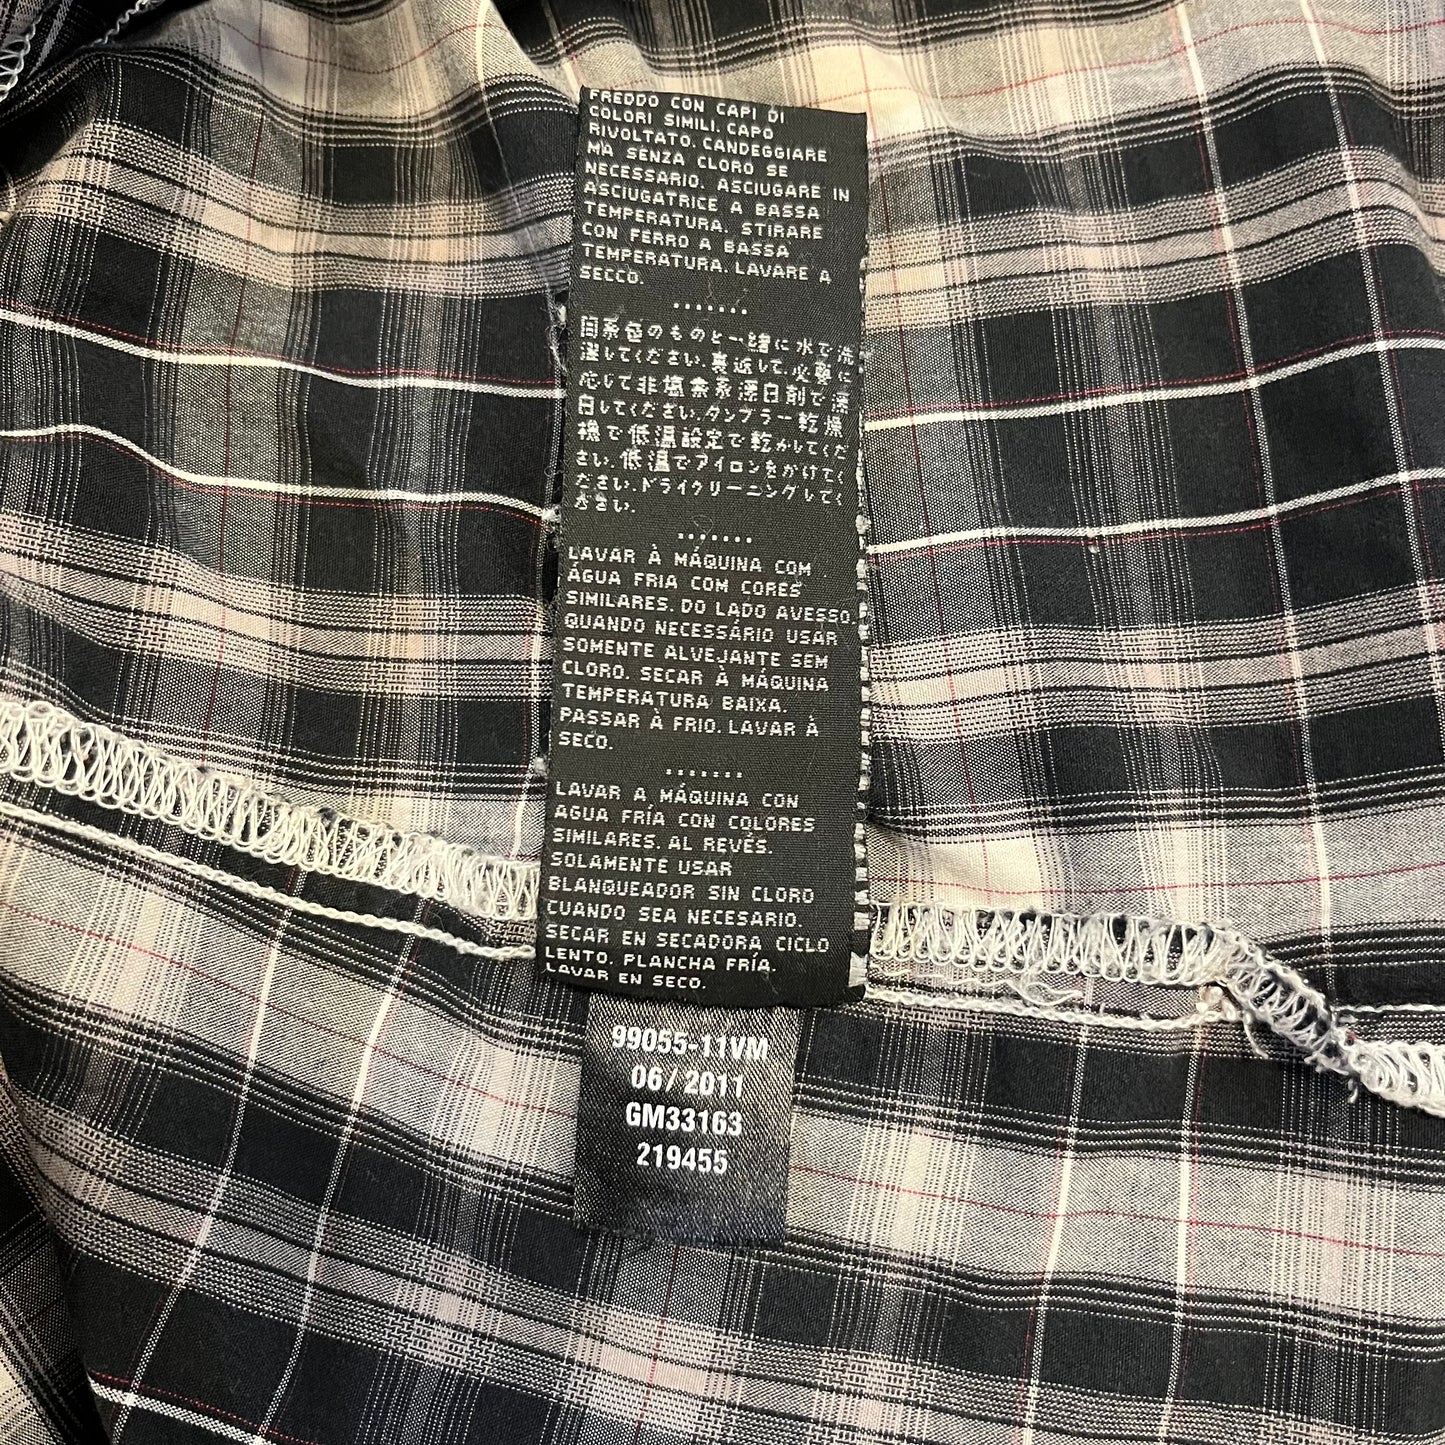 FREDDO CON CAPI DI
COLORI SIMILI. CAPO
RIVOLTATO. CANDEGGIARE
MA SENZA CLORO SE
NECESSARIO. ASCIUGARE IN
ASCIUGATRICE A BASSA
TEMPERATURA. STIRARE
CON FERRO A BASSA
TEMPERATURA. LAVARE A
SECCO.
.......
同系色のものと一緒に水で洗
濯してください。裏返して、必要に
応じて非塩素系漂白剤で漂
白してください。タンブラー乾燥
機で低温設定で乾かしてくだ
さい。低温でアイロンをかけてく
ださい。ドライクリーニングしてく
ださい。
.......
LAVAR À MÁQUINA COM
ÁGUA FRIA COM CORES
SIMILARES. DO LADO AVESSO.
QUANDO NECESSÁRIO USAR
SOMENTE ALVEJANTE SEM
CLORO. SECAR À MÁQUINA
TEMPERATURA BAIXA.
PASSAR À FRIO. LAVAR À
SECO.
.......
LAVAR A MÁQUINA CON
AGUA FRÍA CON COLORES
SIMILARES. AL REVÉS.
SOLAMENTE USAR
BLANQUEADOR SIN CLORO
CUANDO SEA NECESARIO.
SECAR EN SECADORA CICLO
LENTO. PLANCHA FRÍA.
LAVAR EN SECO.
99055-11VM
06/2011
GM33163
219455